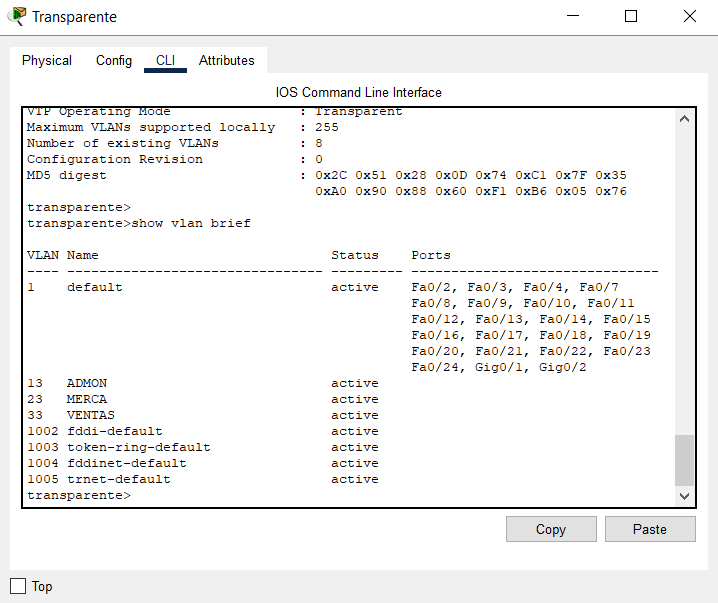 Transparente
Physical Config CLI Attributes
IOS Command Line Interface
VTP Operating Mode : Transparent
Maximum VLANs supported locally : 255
Number of existing VLANs : 8
Configuration Revision : 0
MD5 digest : 0x2C 0x51 0x28 0x0D 0x74 0xC1 0x7F 0x35
0xA0 0x90 0x88 0x60 0xF1 0xB6 0x05 0x76
transparente>
transparente>show vlan brief
VLAN Name Status Ports
---- -------------------------------- --------- -------------------------------
1 default active Fa0/2, Fa0/3, Fa0/4, Fa0/7
Fa0/8, Fa0/9, Fa0/10, Fa0/11
Fa0/12, Fa0/13, Fa0/14, Fa0/15
Fa0/16, Fa0/17, Fa0/18, Fa0/19
Fa0/20, Fa0/21, Fa0/22, Fa0/23
Fa0/24, Gig0/1, Gig0/2
13 ADMON active
23 MERCA active
33 VENTAS active
1002 fddi-default active
1003 token-ring-default active
1004 fddinet-default active
1005 trnet-default active
transparente>
Copy Paste
Top